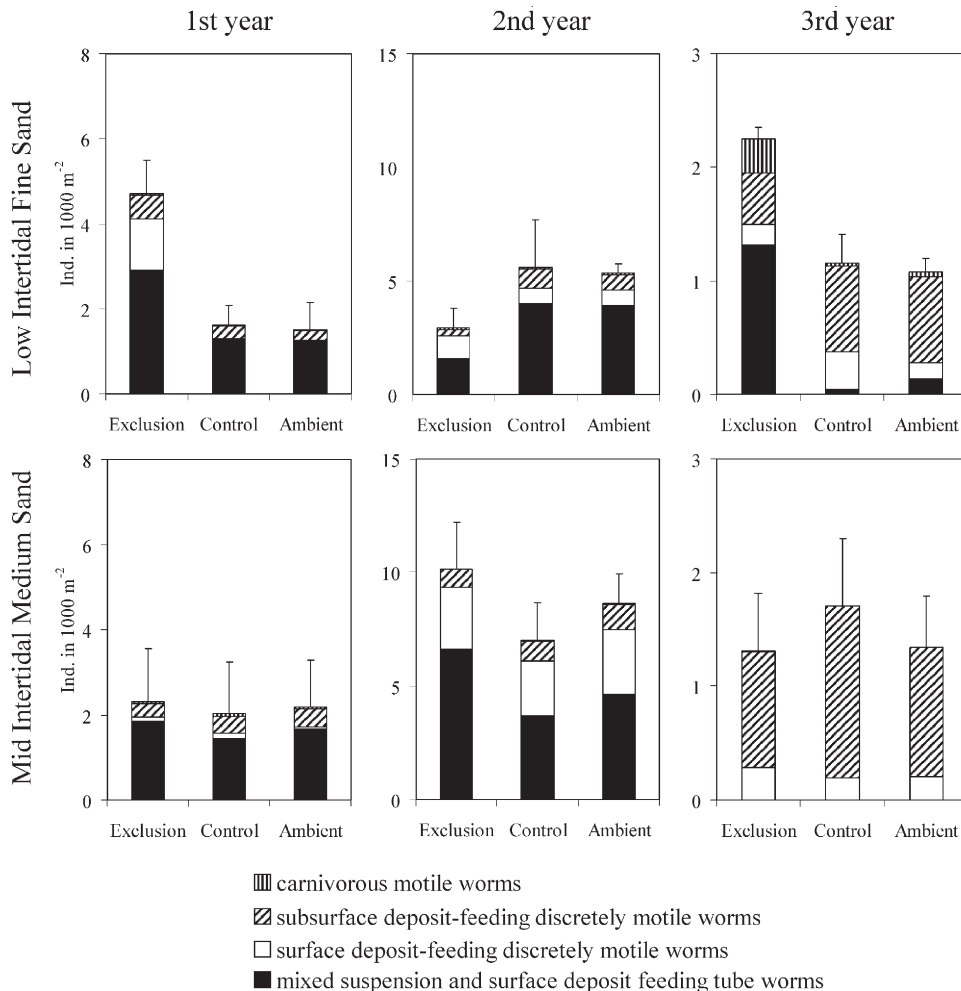 1st year 2nd year 3rd year
Low Intertidal Fine Sand
Ind. in 1000 m⁻²
8 15 3
6
10 2
4
5 1
2
0 0 0
Exclusion Control Ambient Exclusion Control Ambient Exclusion Control Ambient
Mid Intertidal Medium Sand
Ind. in 1000 m⁻²
8 15 3
6
10 2
4
5 1
2
0 0 0
Exclusion Control Ambient Exclusion Control Ambient Exclusion Control Ambient
carnivorous motile worms
subsurface deposit-feeding discretely motile worms
surface deposit-feeding discretely motile worms
mixed suspension and surface deposit feeding tube worms